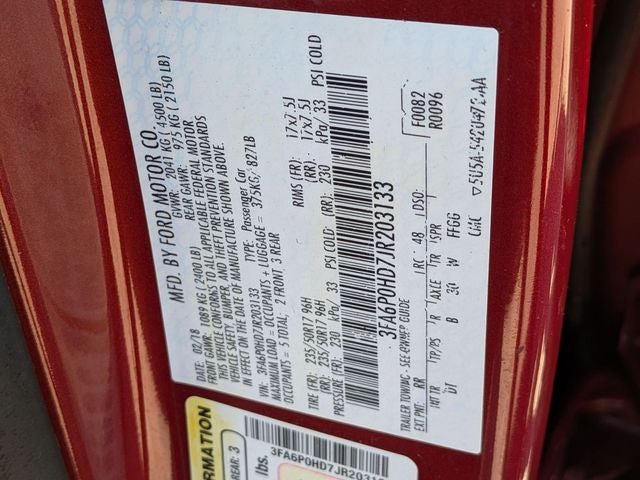 MFD. BY FORD MOTOR CO.
DATE: 02/18 GVWR: 2041 KG ( 4500 LB)
FRONT GAWR: 1089 KG ( 2400 LB) REAR GAWR: 975 KG ( 2150 LB)
THIS VEHICLE CONFORMS TO ALL APPLICABLE FEDERAL MOTOR
VEHICLE SAFETY, BUMPER, AND THEFT PREVENTION STANDARDS
IN EFFECT ON THE DATE OF MANUFACTURE SHOWN ABOVE.
VIN: 3FA6P0HD7JR203133 TYPE: Passenger Car
MAXIMUM LOAD = OCCUPANTS + LUGGAGE = 375KG/ 827LB
OCCUPANTS = 5 TOTAL; 2 FRONT 3 REAR
TIRE (FR): 235/50R17 96H RIMS (FR): 17x7.5J
(RR): 235/50R17 96H (RR): 17x7.5J
PRESSURE (FR): 230 kPa/ 33 PSI COLD (RR): 230 kPa/ 33 PSI COLD
3FA6P0HD7JR203133
TRAILER TOWING - SEE OWNER GUIDE F0082
EXT PNT: RR RC: 48 DSO: R0096
INT TR TP/PS R AXLE TR SPR
DT B 30 W FFGG
UAC
REAR: 3
lbs.